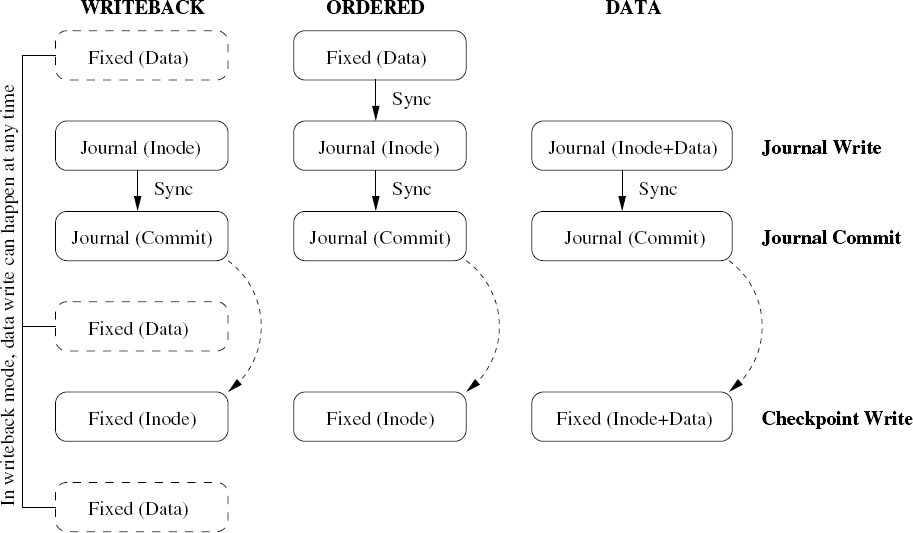 WRITEBACK
ORDERED
DATA
Fixed (Data)
Fixed (Data)
Sync
Journal (Inode)
Journal (Inode)
Journal (Inode+Data)
Journal Write
Sync
Sync
Sync
Journal (Commit)
Journal (Commit)
Journal (Commit)
Journal Commit
Fixed (Data)
Fixed (Inode)
Fixed (Inode)
Fixed (Inode+Data)
Checkpoint Write
Fixed (Data)
In writeback mode, data write can happen at any time